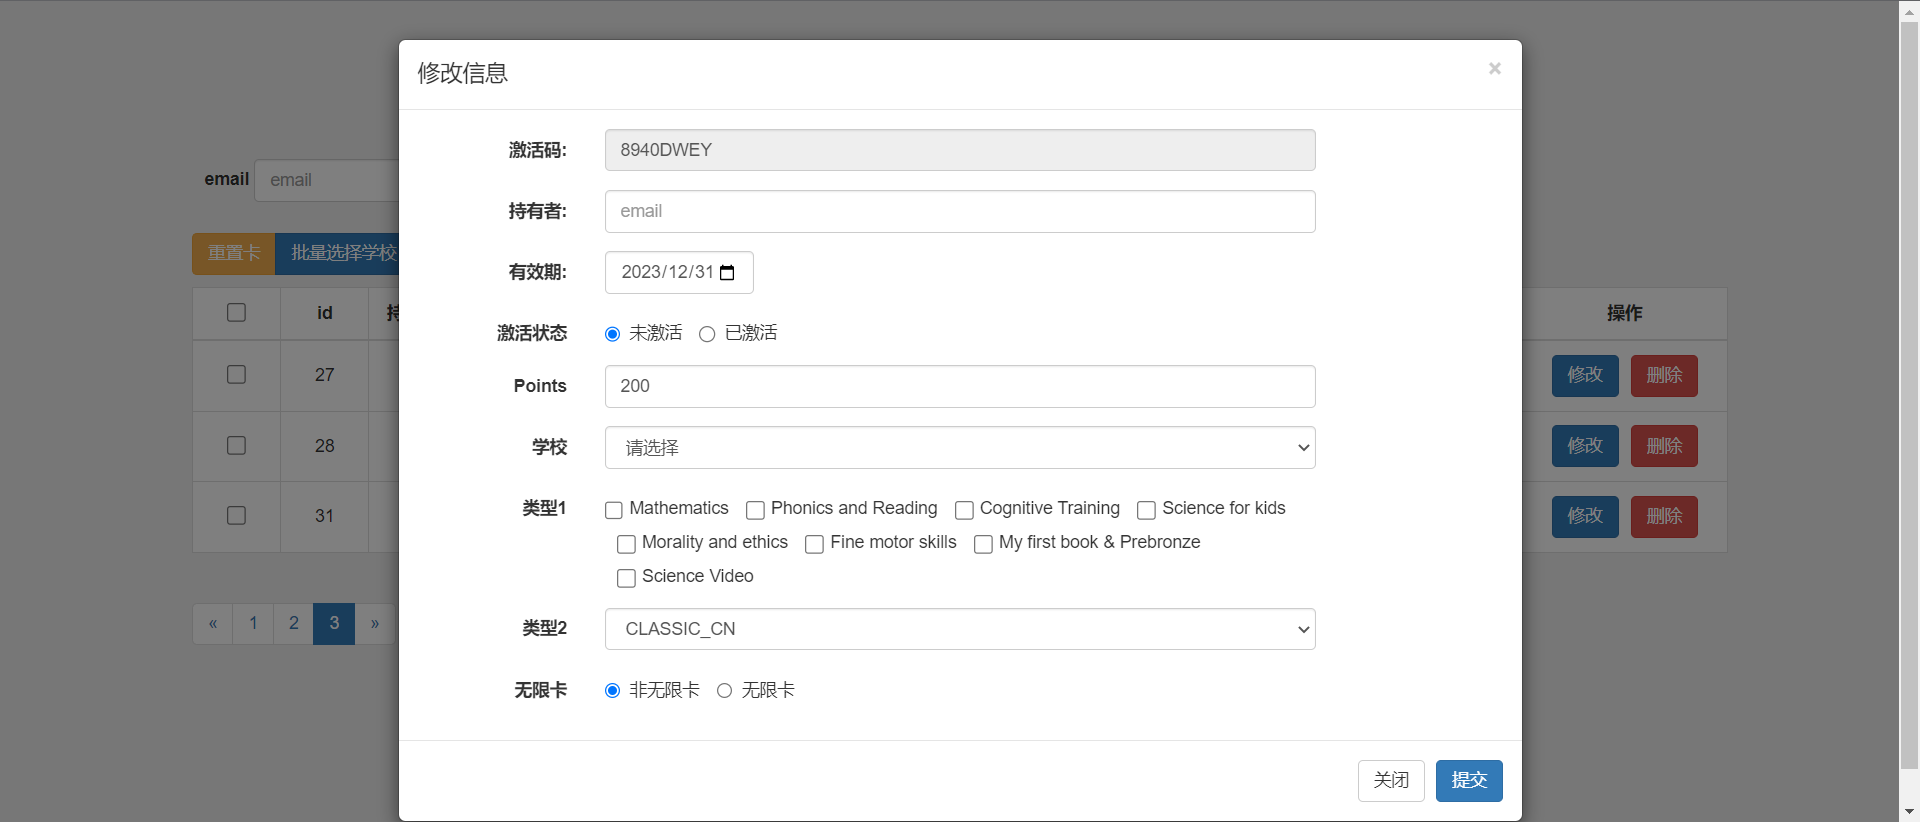 修改信息
×
激活码: 8940DWEY
email email
持有者: email
重置卡 批量选择学校
有效期: 2023/12/31
id 操作
激活状态 未激活 已激活
27 修改 删除
Points 200
28 学校 请选择 修改 删除
类型1 Mathematics Phonics and Reading Cognitive Training Science for kids
31 修改 删除
Morality and ethics Fine motor skills My first book & Prebronze
Science Video
« 1 2 3 »
类型2 CLASSIC_CN
无限卡 非无限卡 无限卡
关闭 提交